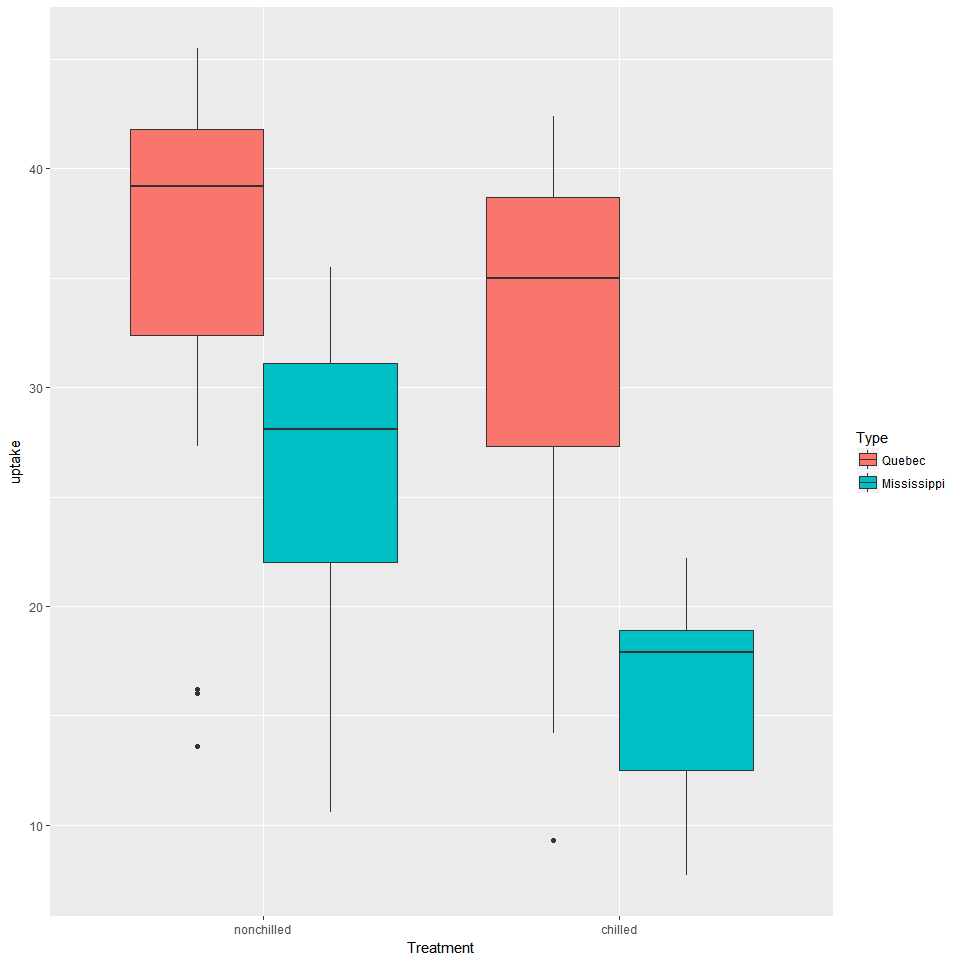 40
30
20
10
uptake
nonchilled
chilled
Treatment
Type
Quebec
Mississippi